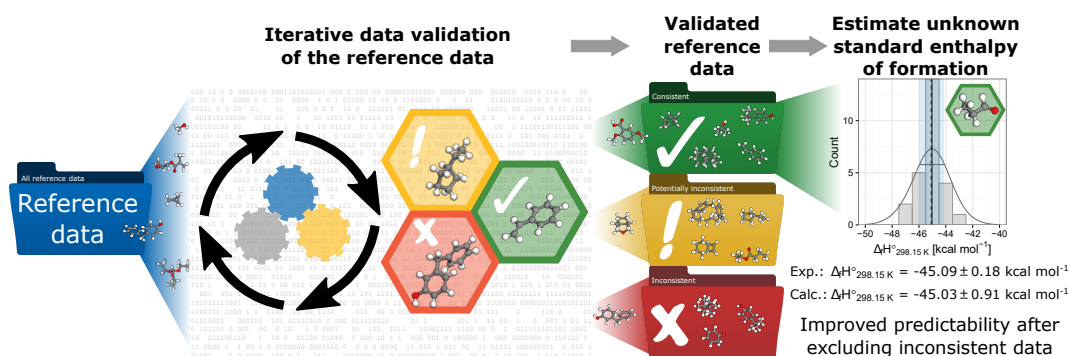 Iterative data validation
of the reference data
Validated
reference
data
Estimate unknown
standard enthalpy
of formation
All reference data
Reference
data
Consistent
Potentially inconsistent
Inconsistent
Count
10
5
0
−50 −48 −46 −44 −42 −40
ΔfH°298.15 K [kcal mol⁻¹]
Exp.: ΔfH°298.15 K = -45.09 ± 0.18 kcal mol⁻¹
Calc.: ΔfH°298.15 K = -45.03 ± 0.91 kcal mol⁻¹
Improved predictability after
excluding inconsistent data